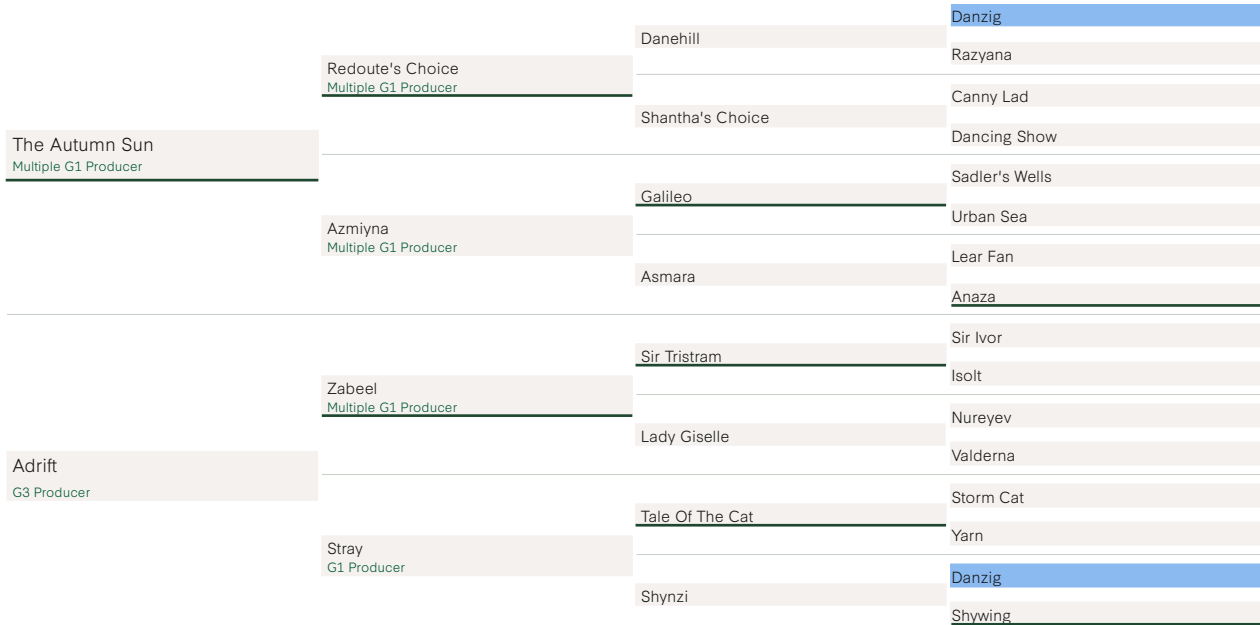 The Autumn Sun
Multiple G1 Producer
Adrift
G3 Producer
Redoute's Choice
Multiple G1 Producer
Azmiyna
Multiple G1 Producer
Zabeel
Multiple G1 Producer
Stray
G1 Producer
Danehill
Shantha's Choice
Galileo
Asmara
Sir Tristram
Lady Giselle
Tale Of The Cat
Shynzi
Danzig
Razyana
Canny Lad
Dancing Show
Sadler's Wells
Urban Sea
Lear Fan
Anaza
Sir Ivor
Isolt
Nureyev
Valderna
Storm Cat
Yarn
Danzig
Shywing